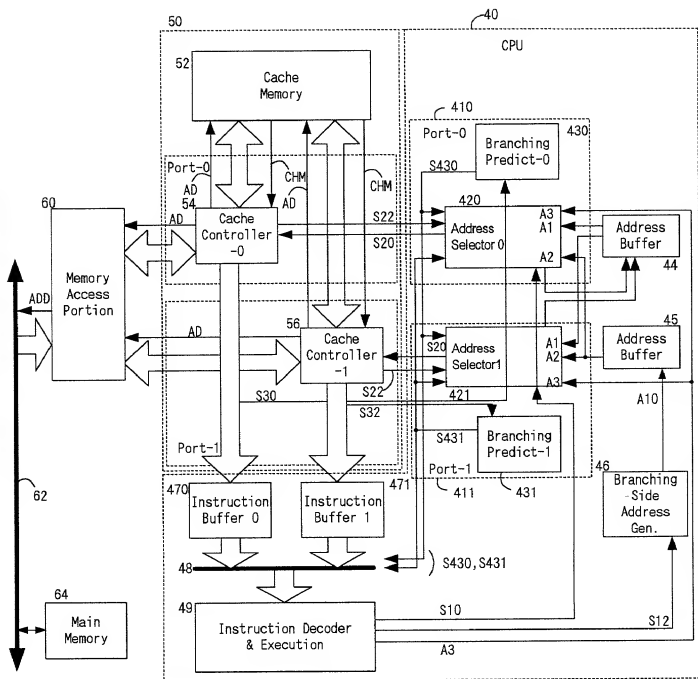 50
40
CPU
52
Cache
Memory
410
Port-0
430
Branching
Predict-0
S430
CHM
AD
CHM
Port-0
AD
54
60
AD
Cache
Controller
-0
S22
S20
420
Address
Selector0
A3
A1
A2
Address
Buffer
44
Memory
Access
Portion
ADD
56
AD
Cache
Controller
-1
S20
S22
Address
Selector1
421
A1
A2
A3
45
Address
Buffer
A10
S30
S32
Port-1
S431
Branching
Predict-1
Port-1
411
431
46
Branching
-Side
Address
Gen.
470
Instruction
Buffer 0
471
Instruction
Buffer 1
62
48
S430,S431
64
Main
Memory
49
Instruction Decoder
& Execution
S10
S12
A3